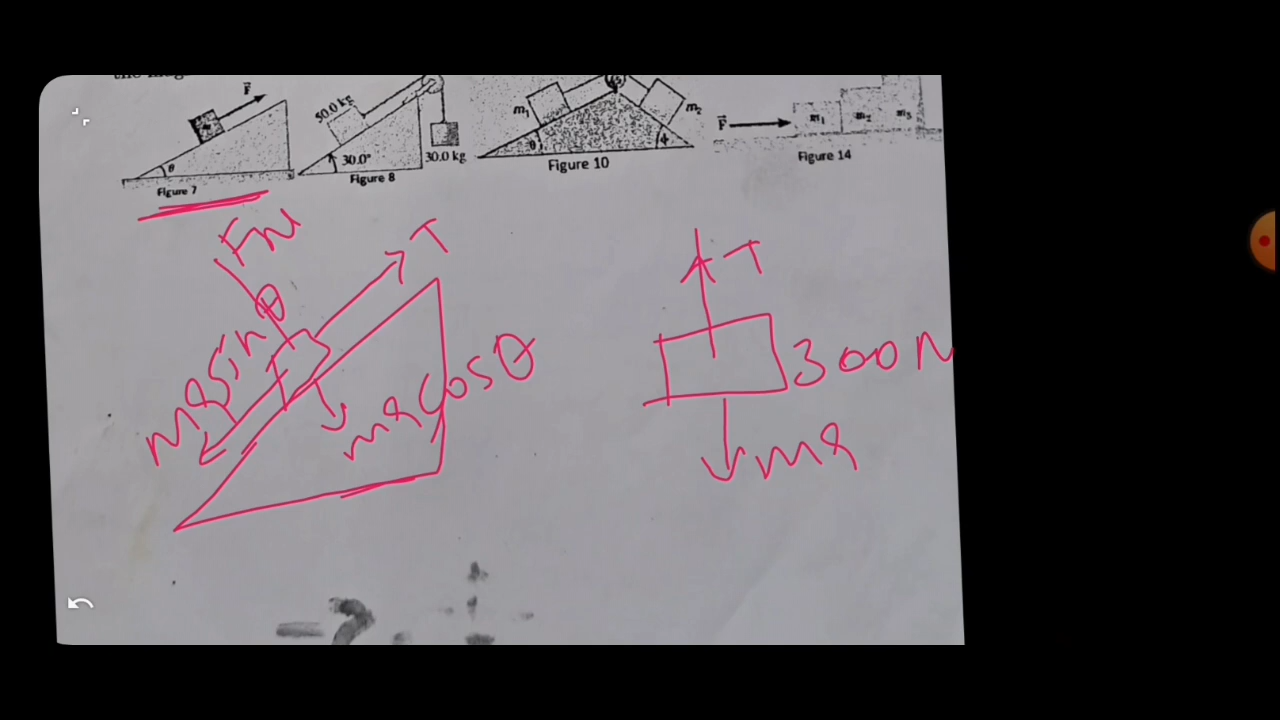 F
50.0 kg
m₁
m₂
F
m₁
m₂
m₃
θ
30.0°
30.0 kg
θ
Figure 7
Figure 8
Figure 10
Figure 14
FN
T
T
mg sin θ
mg cos θ
300 N
mg